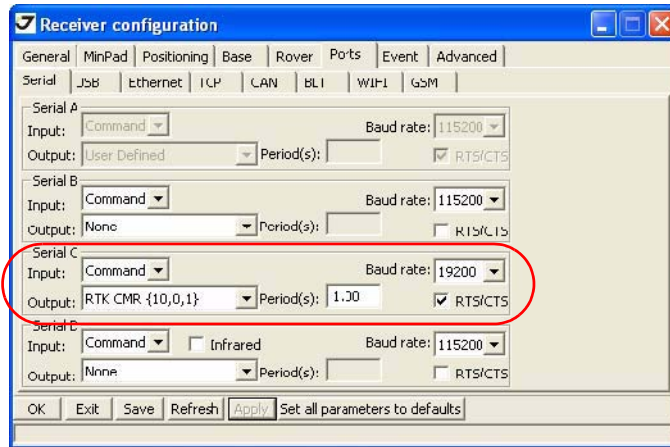 Receiver configuration
General MinPad Positioning Base Rover Ports Event Advanced
Serial USB Ethernet TCP CAN BLT WIFI GSM
Serial A
Input: Command Baud rate: 115200
Output: User Defined Period(s): RTS/CTS
Serial B
Input: Command Baud rate: 115200
Output: None Period(s): RTS/CTS
Serial C
Input: Command Baud rate: 19200
Output: RTK CMR {10,0,1} Period(s): 1.00 RTS/CTS
Serial D
Input: Command Infrared Baud rate: 115200
Output: None Period(s): RTS/CTS
OK Exit Save Refresh Apply Set all parameters to defaults